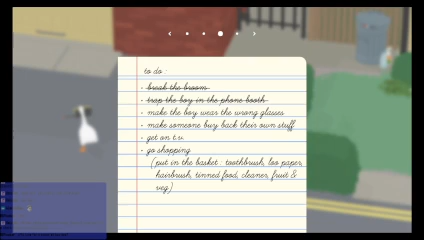 to do :
- break the broom
- trap the boy in the phone booth
- make the boy wear the wrong glasses
- make someone buy back their own stuff
- get on t.v.
- go shopping
(put in the basket : toothbrush, loo paper,
hairbrush, tinned food, cleaner, fruit &
veg)